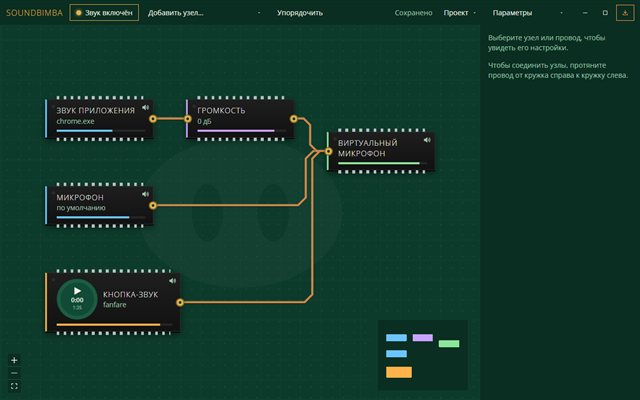 SOUNDBIMBA
Звук включён
Добавить узел...
Упорядочить
Сохранено
Проект
Параметры
Выберите узел или провод, чтобы
увидеть его настройки.
Чтобы соединить узлы, протяните
провод от кружка справа к кружку слева.
ЗВУК ПРИЛОЖЕНИЯ
chrome.exe
ГРОМКОСТЬ
0 дБ
ВИРТУАЛЬНЫЙ
МИКРОФОН
МИКРОФОН
по умолчанию
0:00
1:35
КНОПКА-ЗВУК
fanfare